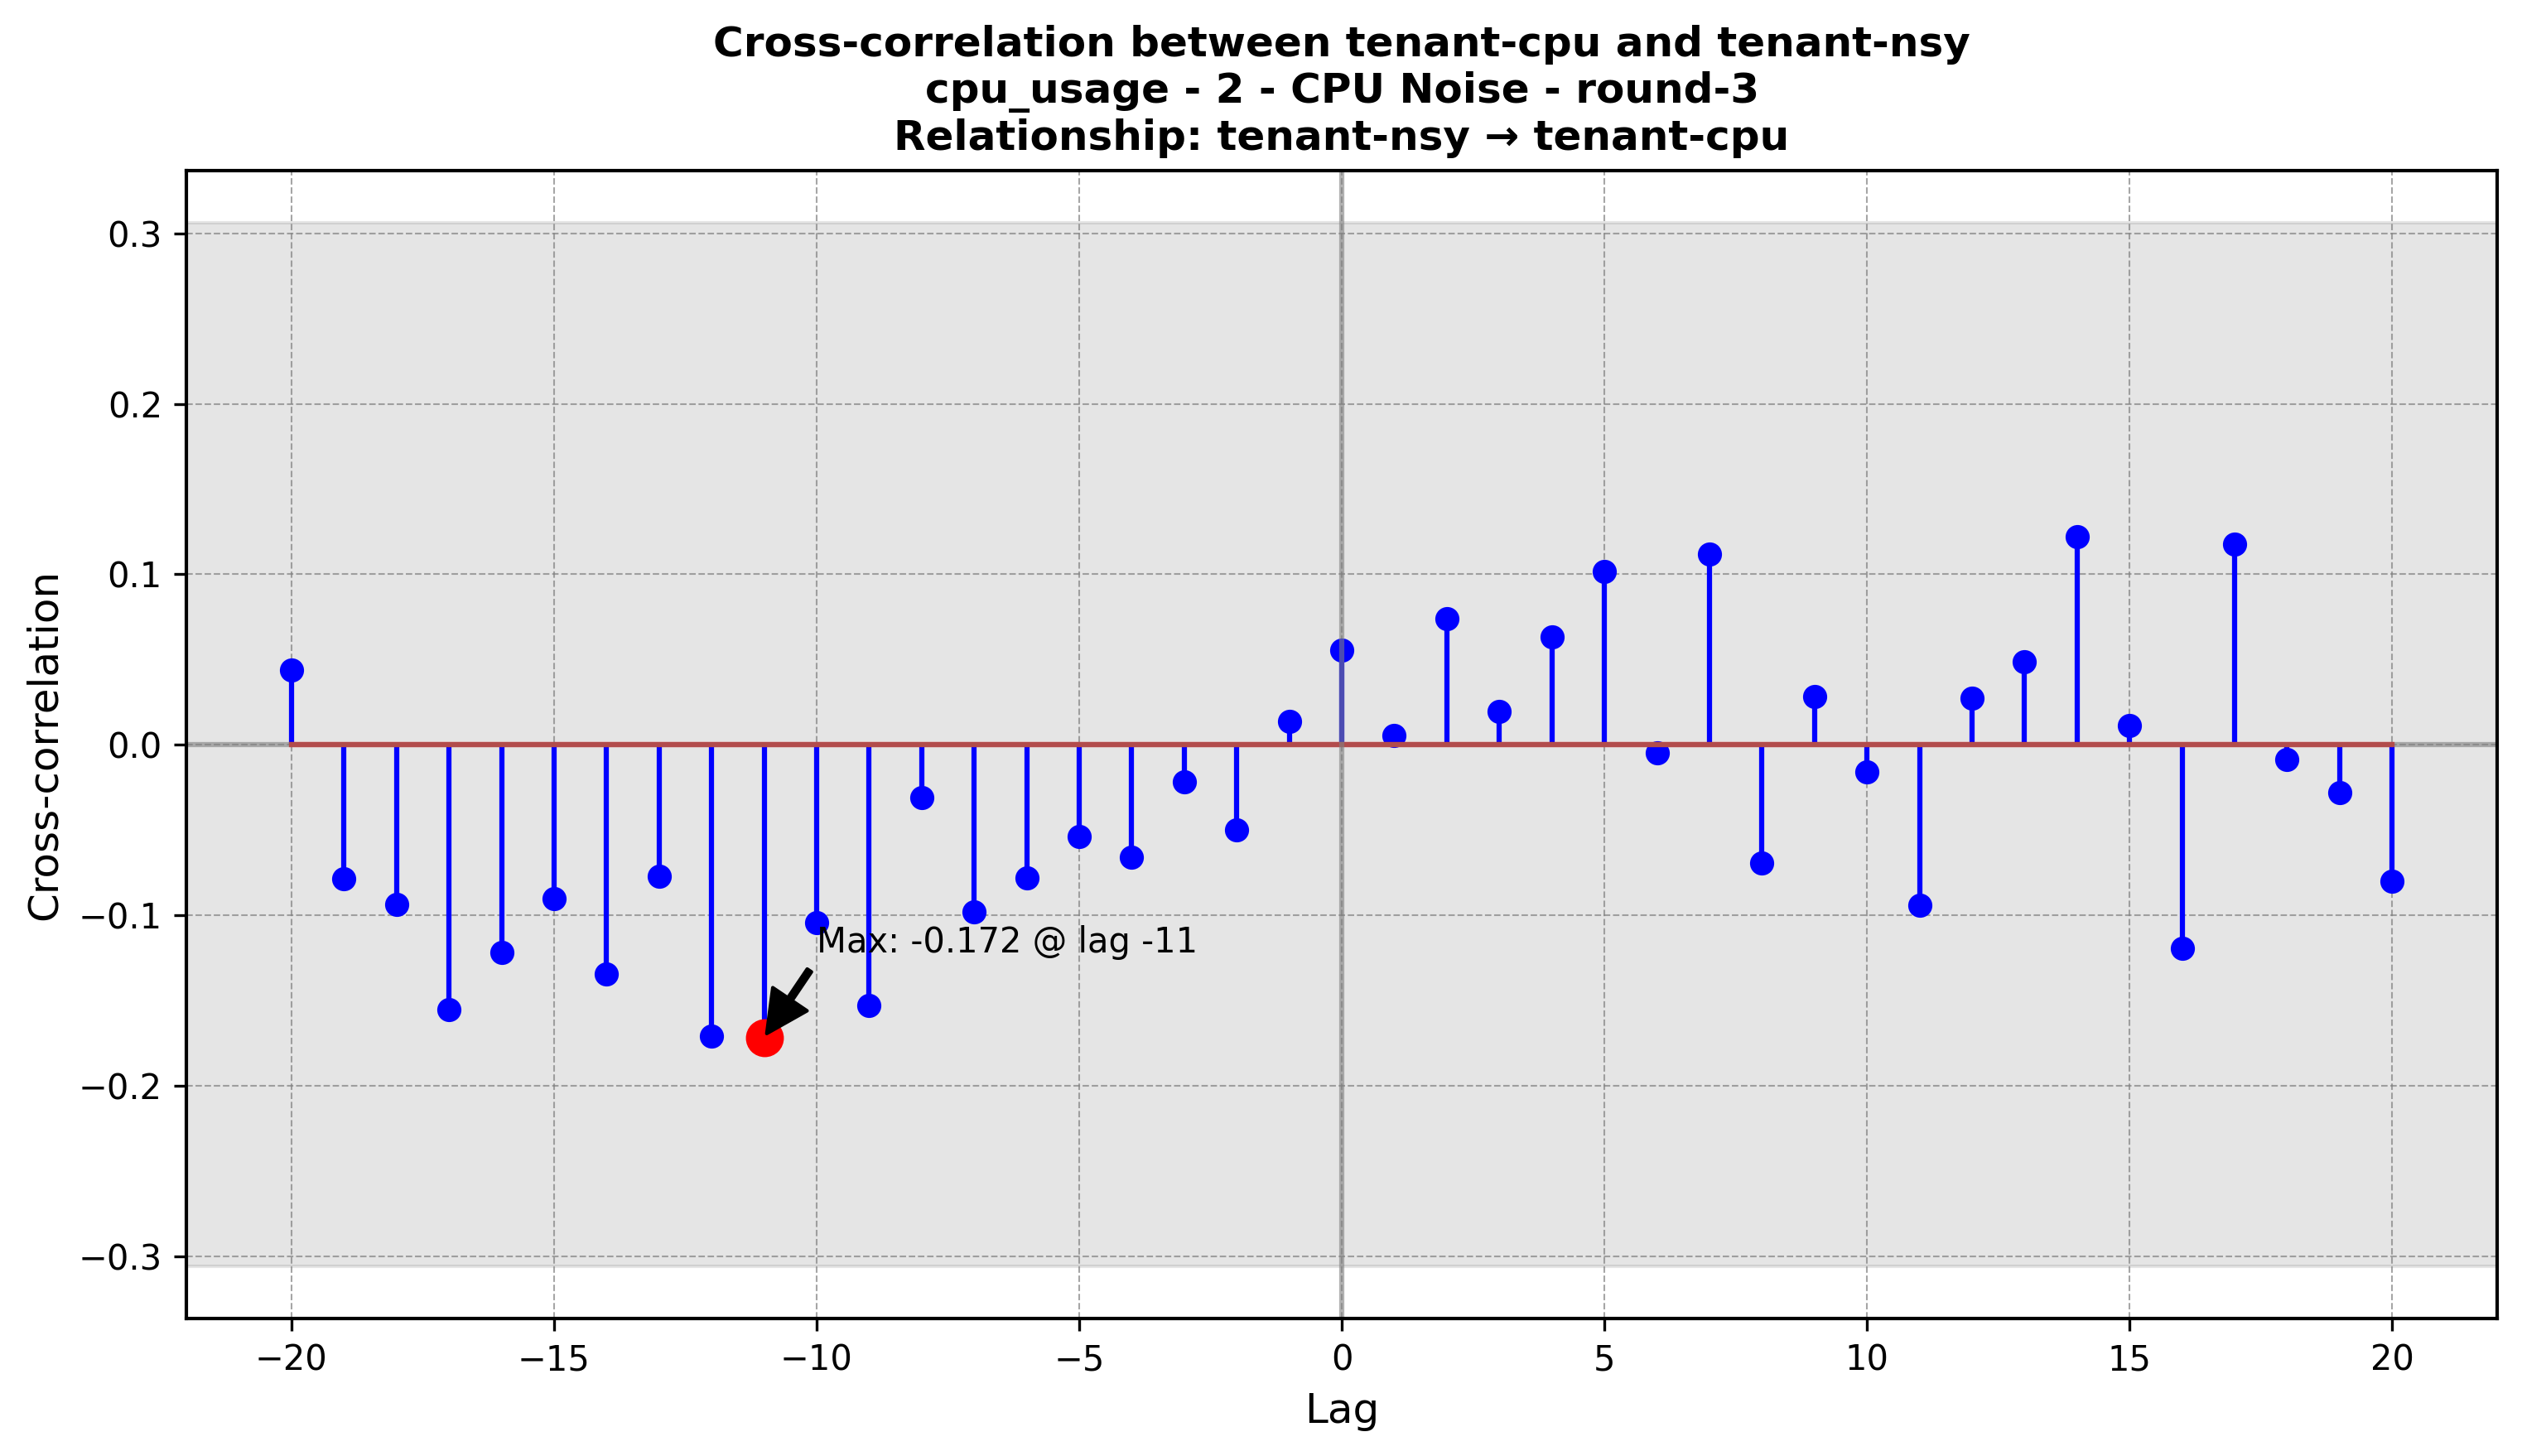 Cross-correlation between tenant-cpu and tenant-nsy
cpu_usage - 2 - CPU Noise - round-3
Relationship: tenant-nsy → tenant-cpu
0.3
0.2
0.1
0.0
−0.1
−0.2
−0.3
Cross-correlation
Max: -0.172 @ lag -11
−20
−15
−10
−5
0
5
10
15
20
Lag